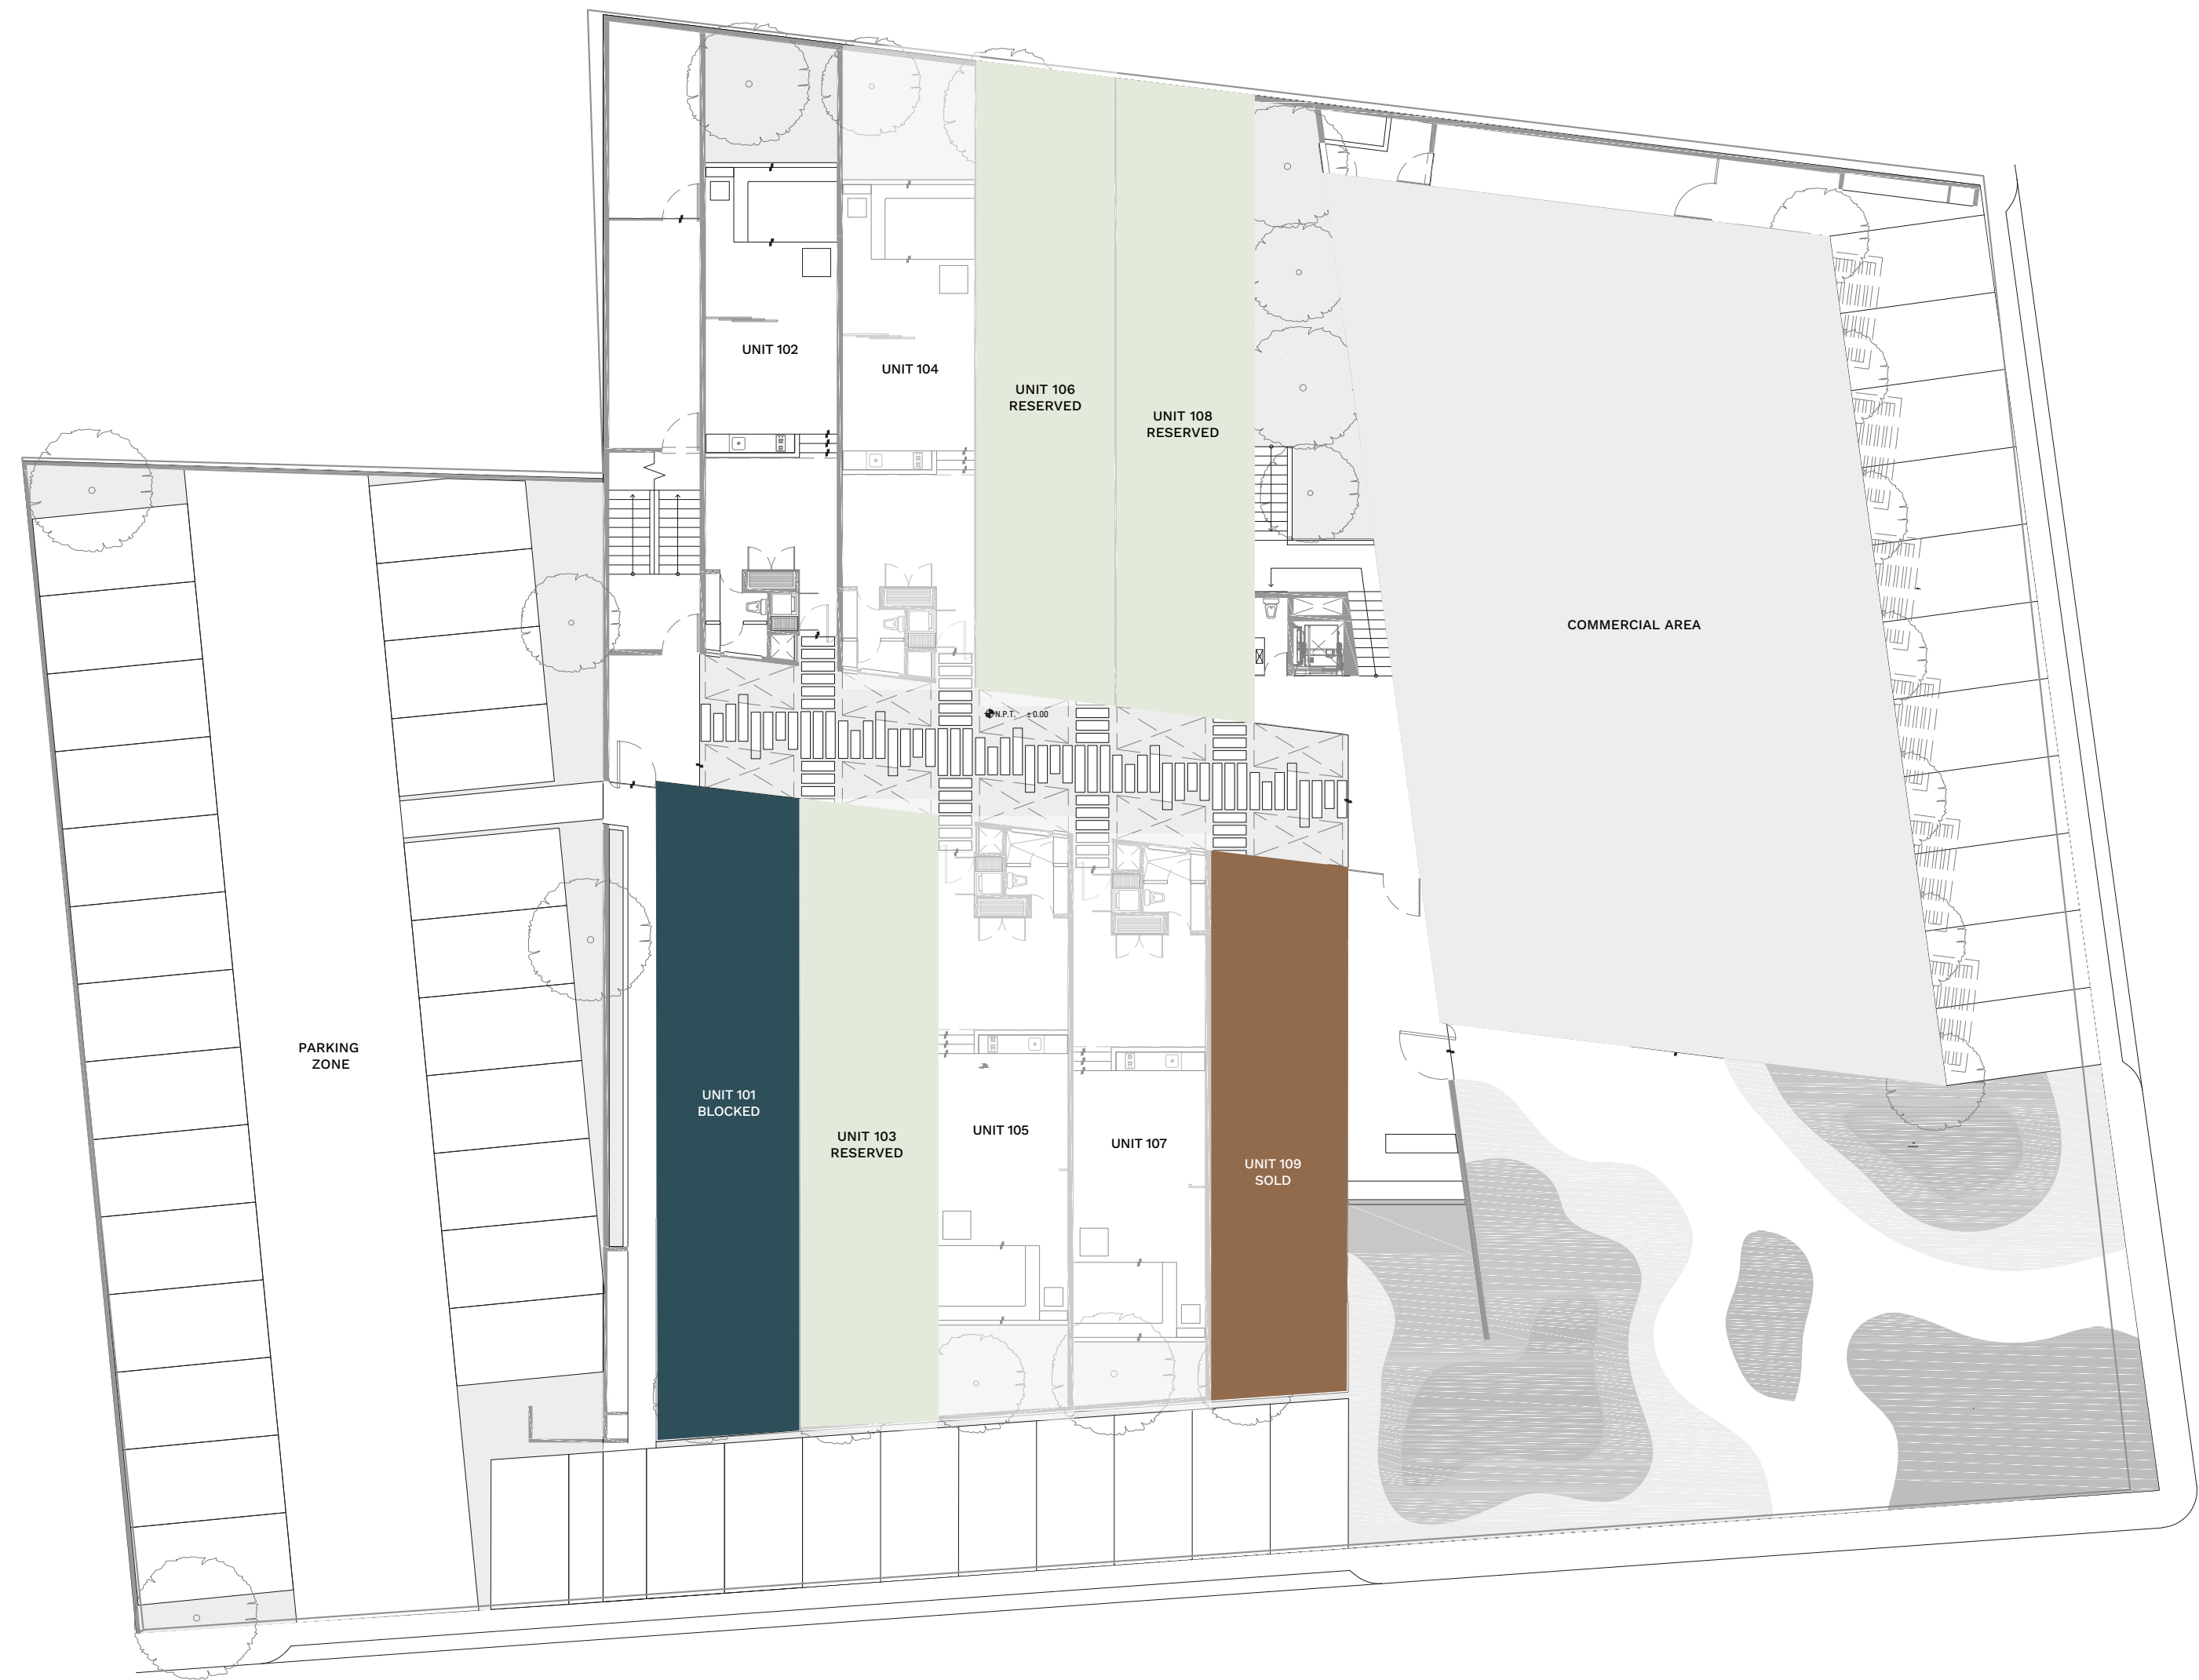 UNIT 102
UNIT 104
UNIT 106
RESERVED
UNIT 108
RESERVED
COMMERCIAL AREA
N.P.T. ± 0.00
PARKING
ZONE
UNIT 101
BLOCKED
UNIT 103
RESERVED
UNIT 105
UNIT 107
UNIT 109
SOLD